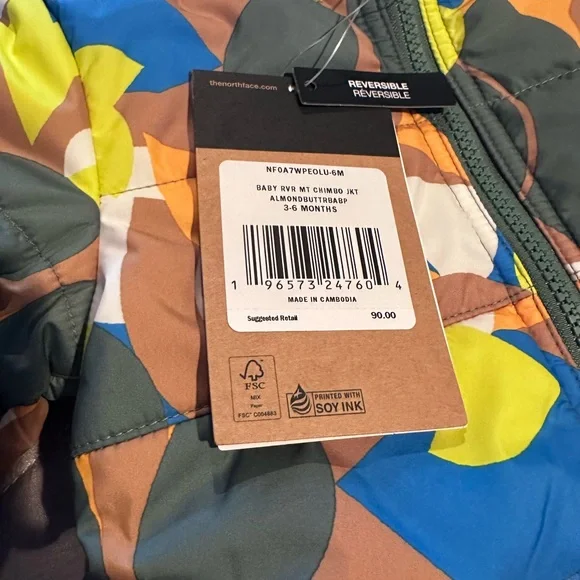 thenorthface.com
REVERSIBLE
RÉVERSIBLE
NF0A7WPEOLU-6M
BABY RVR MT CHIMBO JKT
ALMONDBUTTRBABP
3-6 MONTHS
1 96573 24760 4
MADE IN CAMBODIA
Suggested Retail 90.00
FSC
MIX
Paper
FSC® C004883
PRINTED WITH
SOY INK